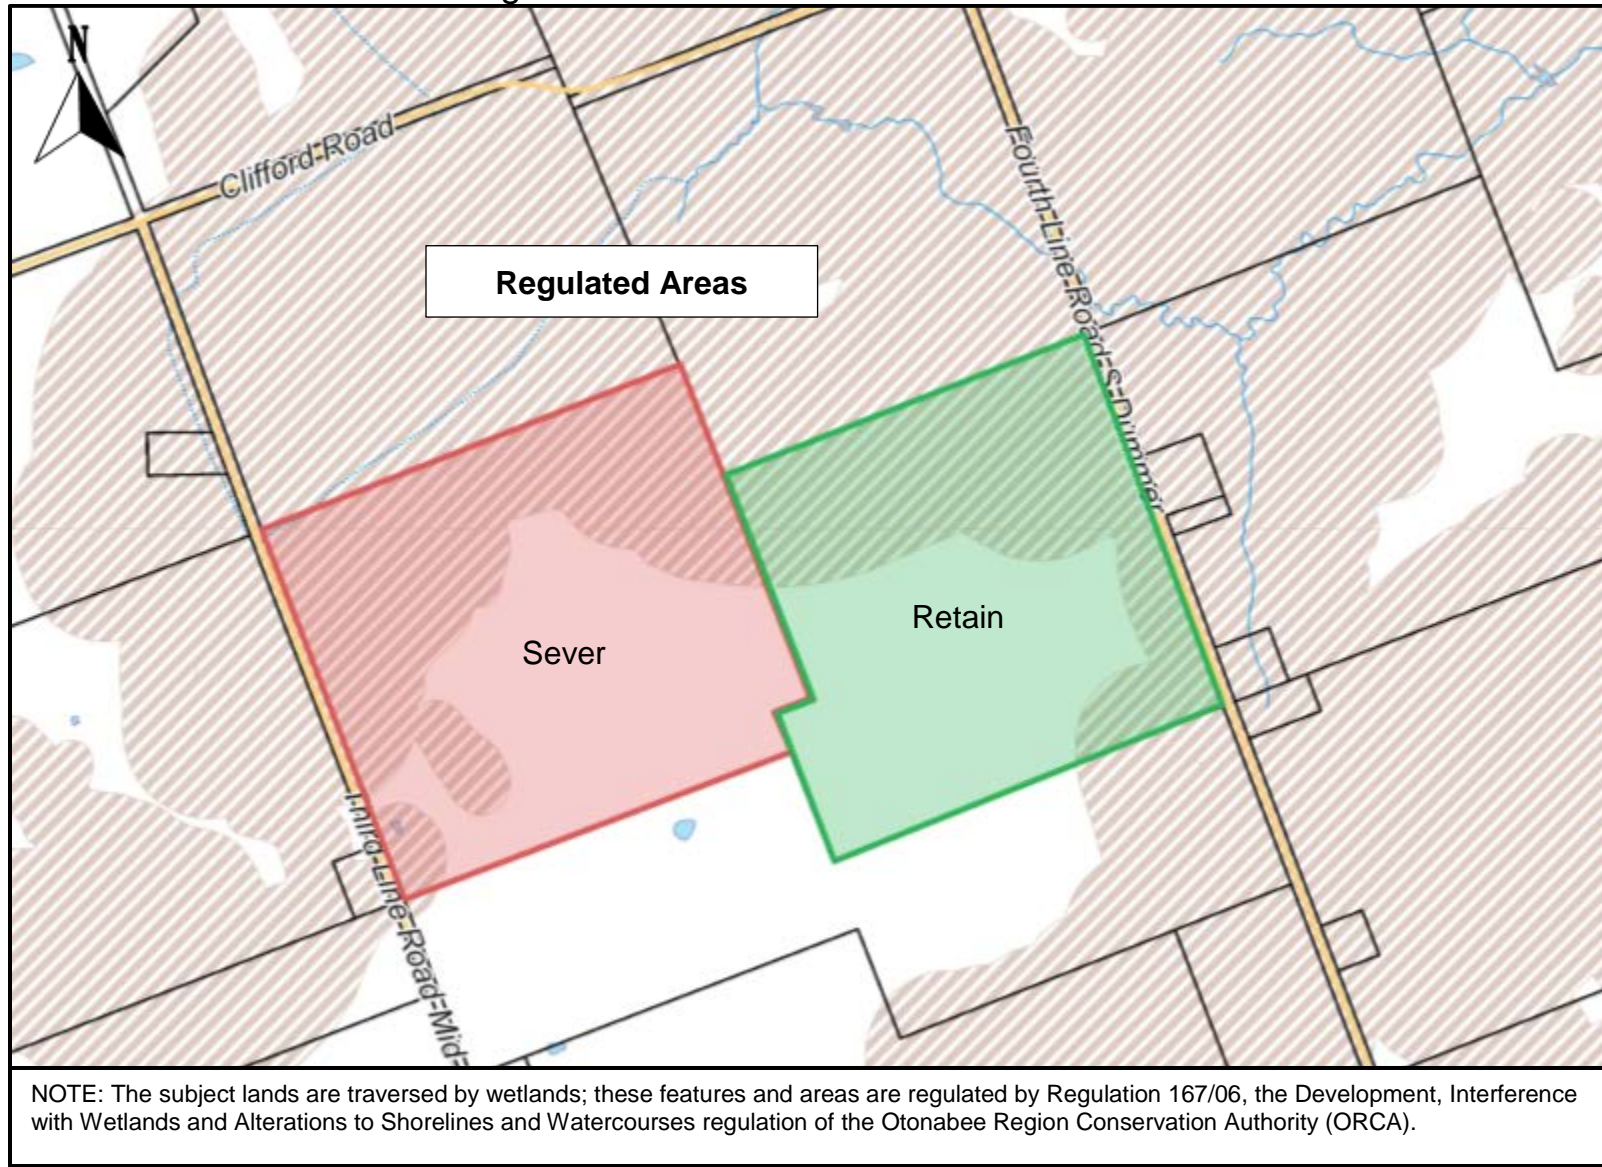 N
Clifford Road
Fourth-Line-Road-S-Dummer
Regulated Areas
Retain
Sever
Third-Line-Road-Mid-
NOTE: The subject lands are traversed by wetlands; these features and areas are regulated by Regulation 167/06, the Development, Interference
with Wetlands and Alterations to Shorelines and Watercourses regulation of the Otonabee Region Conservation Authority (ORCA).